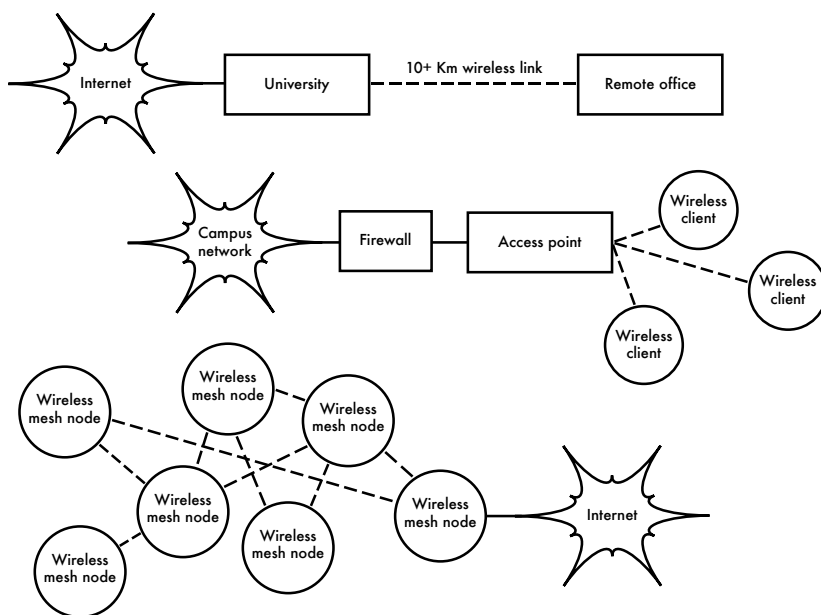 Internet
University
10+ Km wireless link
Remote office
Campus
network
Firewall
Access point
Wireless
client
Wireless
client
Wireless
client
Wireless
mesh node
Wireless
mesh node
Wireless
mesh node
Wireless
mesh node
Wireless
mesh node
Wireless
mesh node
Wireless
mesh node
Internet